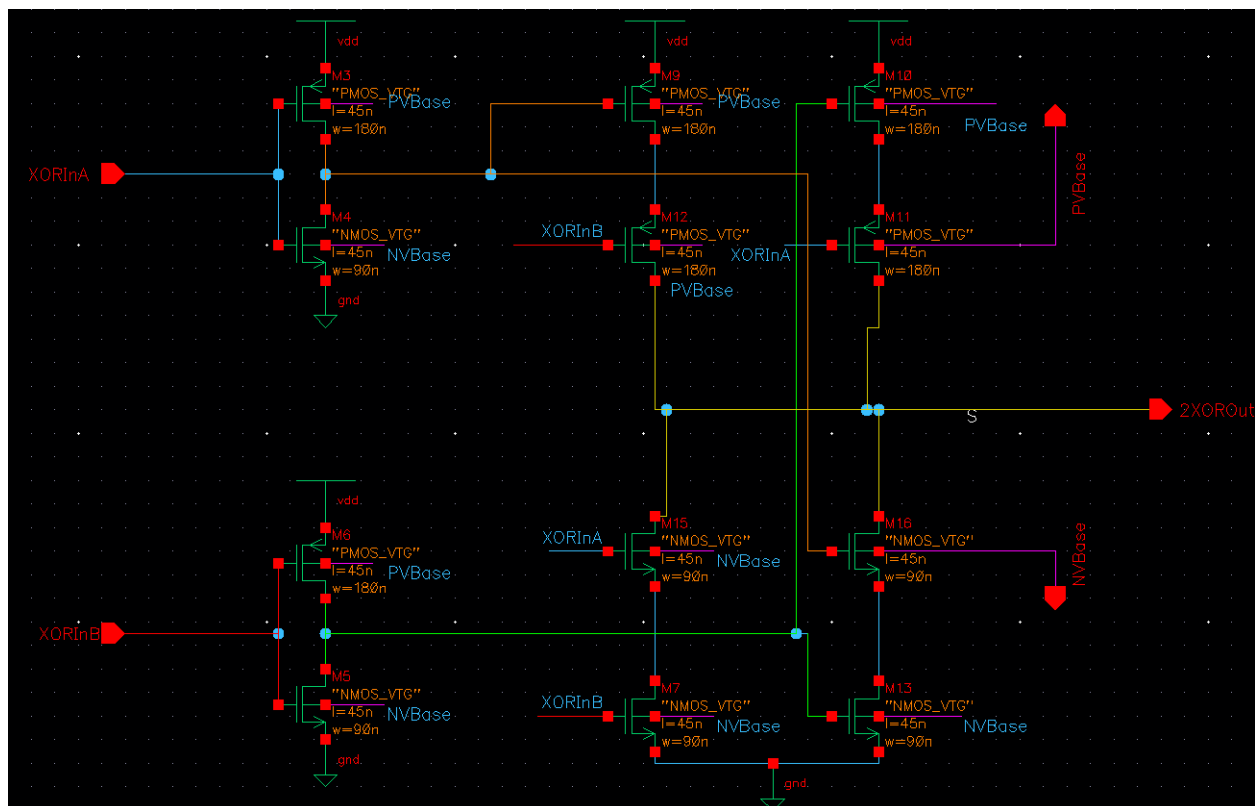 vdd
vdd
vdd
M3
"PMOS_VTG"
PVBase
l=45n
w=180n
M9
"PMOS_VTG"
PVBase
l=45n
w=180n
M10
"PMOS_VTG"
l=45n
PVBase
w=180n
PVBase
XORInA
M4
"NMOS_VTG"
l=45n
NVBase
w=90n
gnd
XORInB
M12
"PMOS_VTG"
l=45n
w=180n
PVBase
XORInA
M11
"PMOS_VTG"
l=45n
w=180n
S
2XOROut
vdd
M6
"PMOS_VTG"
l=45n
PVBase
w=180n
XORInA
M15
"NMOS_VTG"
l=45n
NVBase
w=90n
M16
"NMOS_VTG"
l=45n
w=90n
NVBase
XORInB
M5
"NMOS_VTG"
l=45n
NVBase
w=90n
gnd
XORInB
M7
"NMOS_VTG"
l=45n
NVBase
w=90n
M13
"NMOS_VTG"
l=45n
NVBase
w=90n
gnd